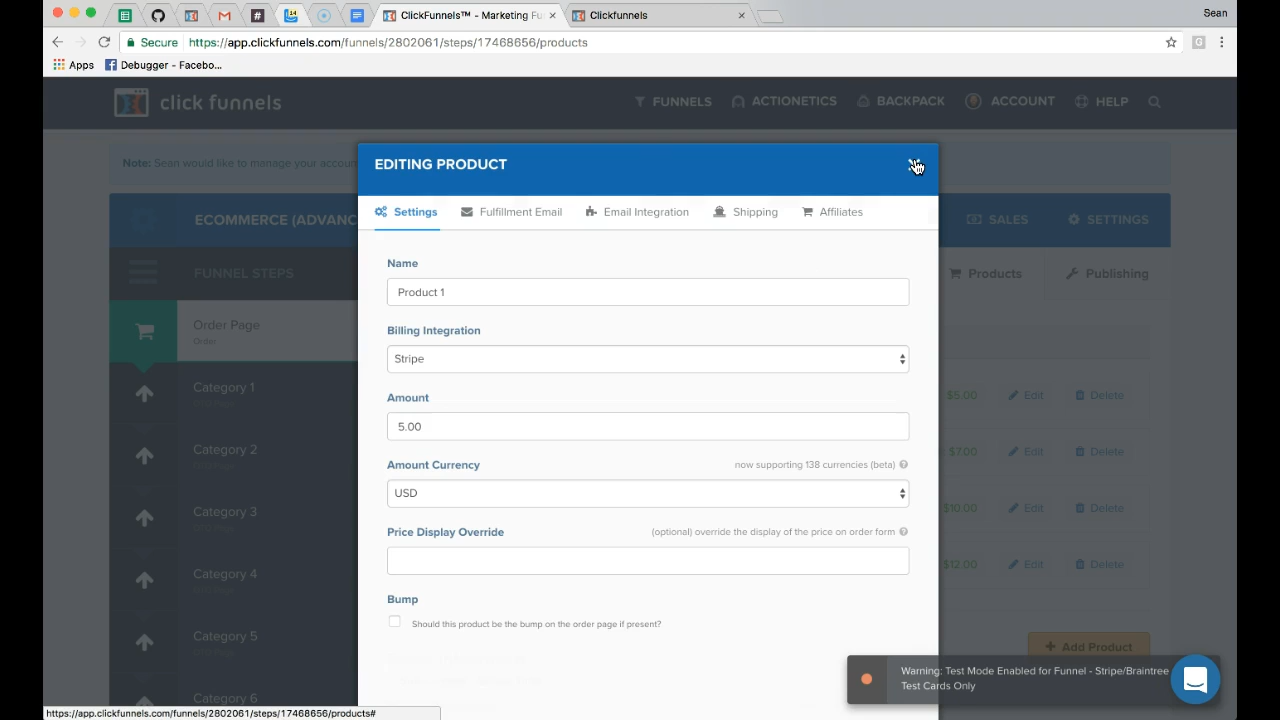 ClickFunnels™ - Marketing Fu
Clickfunnels
Sean
Secure
https://app.clickfunnels.com/funnels/2802061/steps/17468656/products
Apps
Debugger - Facebo...
click funnels
FUNNELS
ACTIONETICS
BACKPACK
ACCOUNT
HELP
Note: Sean would like to manage your accoun
EDITING PRODUCT
ECOMMERCE (ADVANC
SALES
SETTINGS
Settings
Fulfillment Email
Email Integration
Shipping
Affiliates
FUNNEL STEPS
Products
Publishing
Order Page
Order
Category 1
Category 2
Category 3
Category 4
Category 5
Category 6
Name
Product 1
Billing Integration
Stripe
Amount
5.00
Amount Currency
now supporting 138 currencies (beta)
USD
Price Display Override
(optional) override the display of the price on order form
Bump
Should this product be the bump on the order page if present?
$5.00 Edit Delete
$7.00 Edit Delete
$10.00 Edit Delete
$12.00 Edit Delete
+ Add Product
Warning: Test Mode Enabled for Funnel - Stripe/Braintree
Test Cards Only
https://app.clickfunnels.com/funnels/2802061/steps/17468656/products#